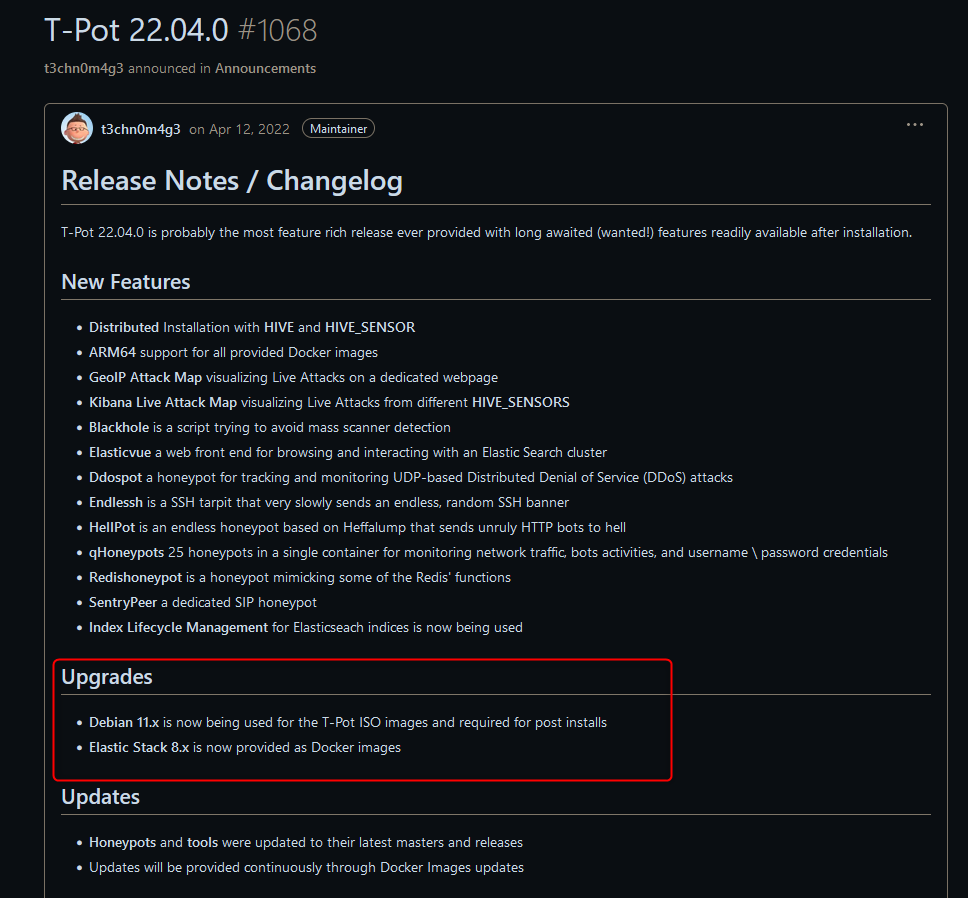 T-Pot 22.04.0 #1068
t3chn0m4g3 announced in Announcements
t3chn0m4g3 on Apr 12, 2022 Maintainer
Release Notes / Changelog
T-Pot 22.04.0 is probably the most feature rich release ever provided with long awaited (wanted!) features readily available after installation.
New Features
• Distributed Installation with HIVE and HIVE_SENSOR
• ARM64 support for all provided Docker images
• GeoIP Attack Map visualizing Live Attacks on a dedicated webpage
• Kibana Live Attack Map visualizing Live Attacks from different HIVE_SENSORS
• Blackhole is a script trying to avoid mass scanner detection
• Elasticvue a web front end for browsing and interacting with an Elastic Search cluster
• Ddospot a honeypot for tracking and monitoring UDP-based Distributed Denial of Service (DDoS) attacks
• Endlessh is a SSH tarpit that very slowly sends an endless, random SSH banner
• HellPot is an endless honeypot based on Heffalump that sends unruly HTTP bots to hell
• qHoneypots 25 honeypots in a single container for monitoring network traffic, bots activities, and username \ password credentials
• Redishoneypot is a honeypot mimicking some of the Redis' functions
• SentryPeer a dedicated SIP honeypot
• Index Lifecycle Management for Elasticseach indices is now being used
Upgrades
• Debian 11.x is now being used for the T-Pot ISO images and required for post installs
• Elastic Stack 8.x is now provided as Docker images
Updates
• Honeypots and tools were updated to their latest masters and releases
• Updates will be provided continuously through Docker Images updates